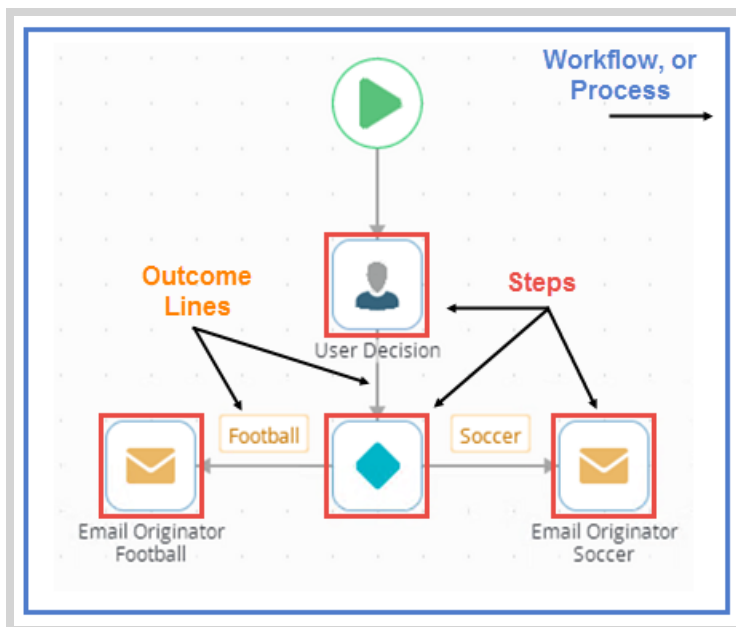 Workflow, or
Process
Outcome
Lines
Steps
User Decision
Football
Soccer
Email Originator
Football
Email Originator
Soccer